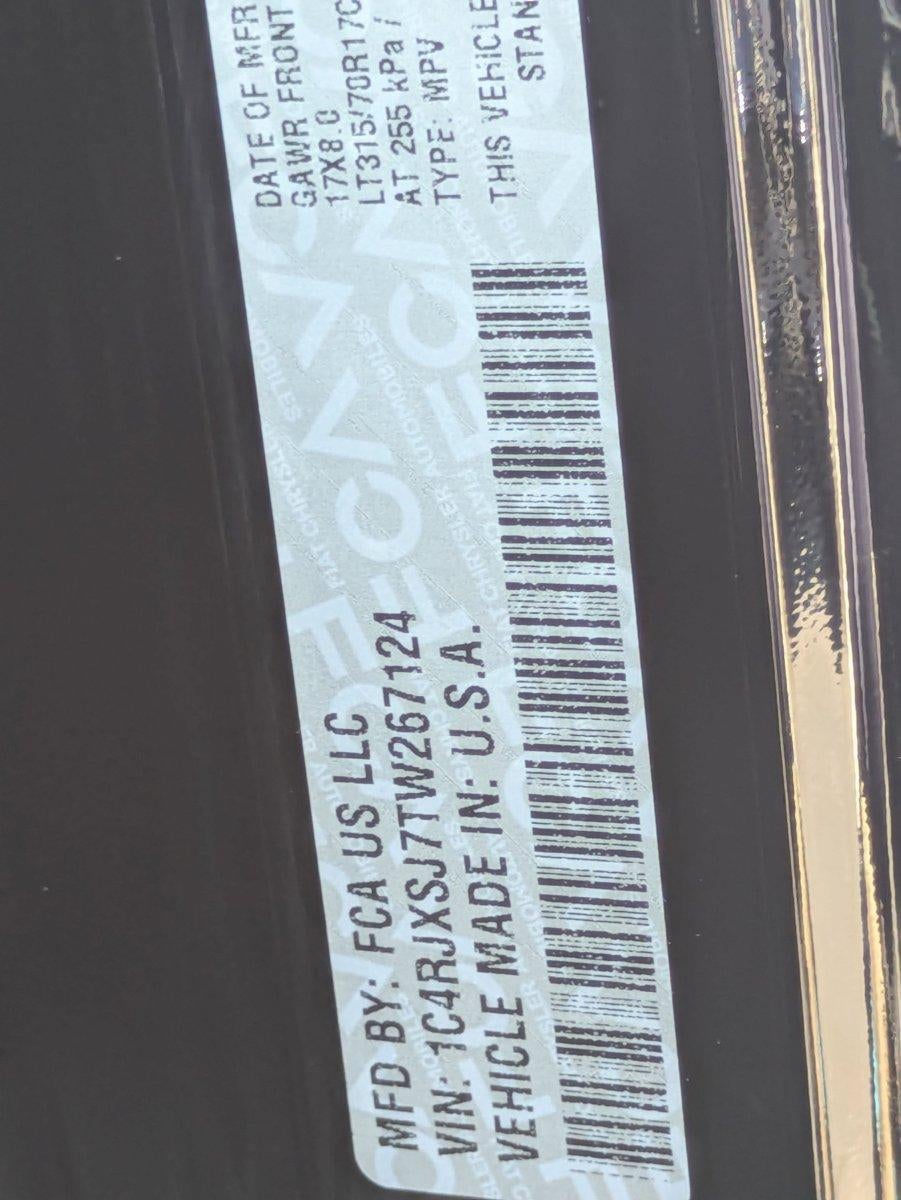 MFD BY: FCA US LLC
VIN: 1C4RJXSJ7TW267124
VEHICLE MADE IN: U.S.A.
DATE OF MFR
GAWR FRONT
17X8.0
LT315/70R17C
AT 255 kPa /
TYPE: MPV
THIS VEHICLE
STAN